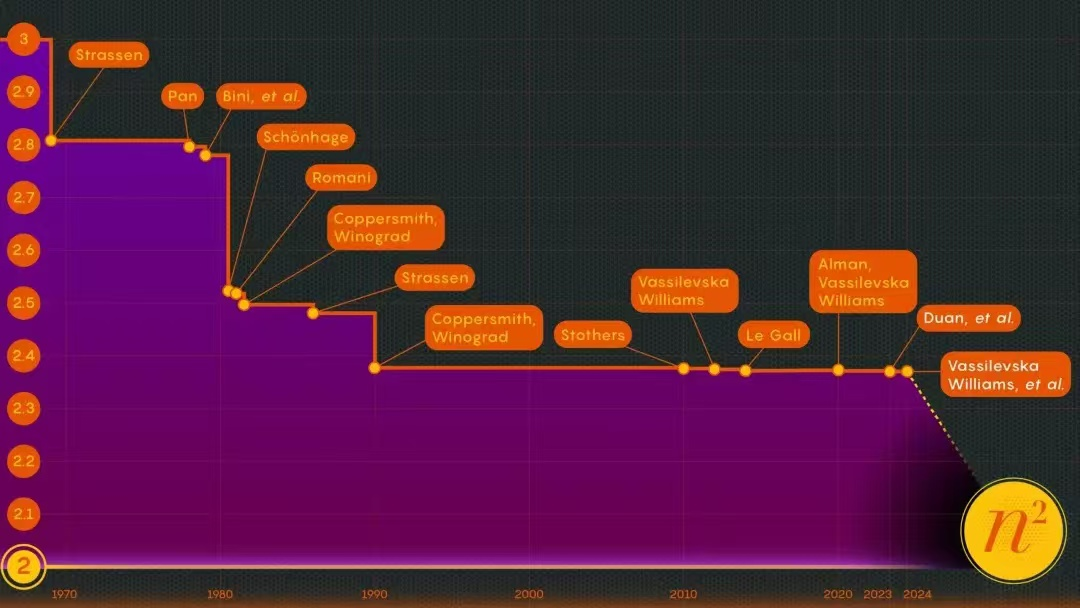 3
2.9
2.8
2.7
2.6
2.5
2.4
2.3
2.2
2.1
2
Strassen
Pan
Bini, et al.
Schönhage
Romani
Coppersmith,
Winograd
Strassen
Coppersmith,
Winograd
Stothers
Vassilevska
Williams
Le Gall
Alman,
Vassilevska
Williams
Duan, et al.
Vassilevska
Williams, et al.
n²
1970 1980 1990 2000 2010 2020 2023 2024